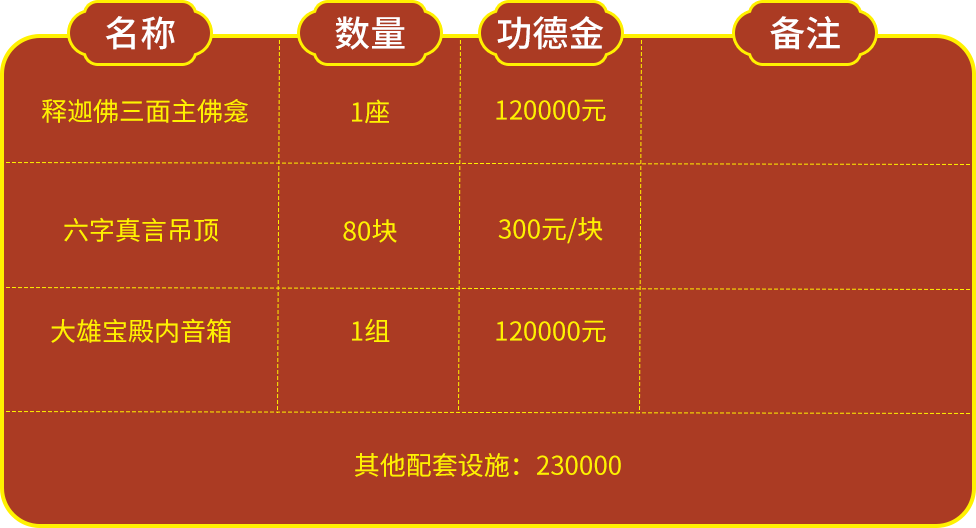 名称 数量 功德金 备注
释迦佛三面主佛龛 1座 120000元
六字真言吊顶 80块 300元/块
大雄宝殿内音箱 1组 120000元
其他配套设施：230000